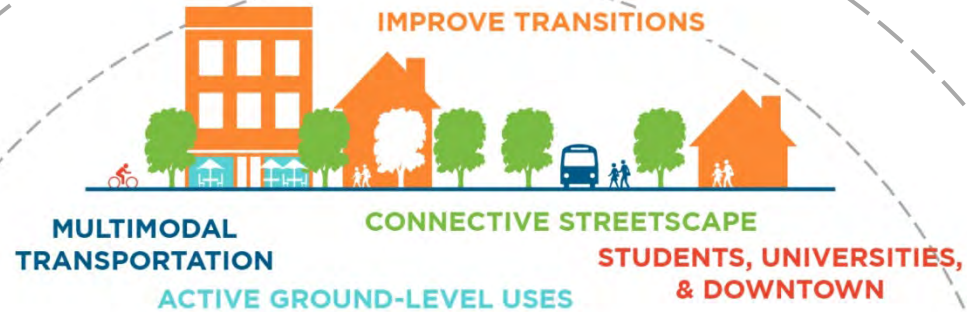 IMPROVE TRANSITIONS
MULTIMODAL
TRANSPORTATION
CONNECTIVE STREETSCAPE
STUDENTS, UNIVERSITIES,
& DOWNTOWN
ACTIVE GROUND-LEVEL USES